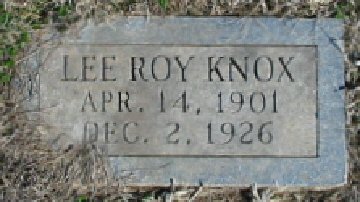 LEE ROY KNOX
APR. 14, 1901
DEC. 2, 1926